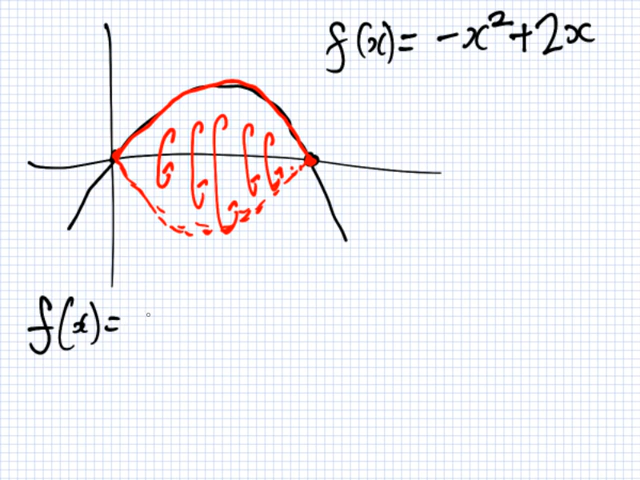 f(x) = -x² + 2x
f(x) =